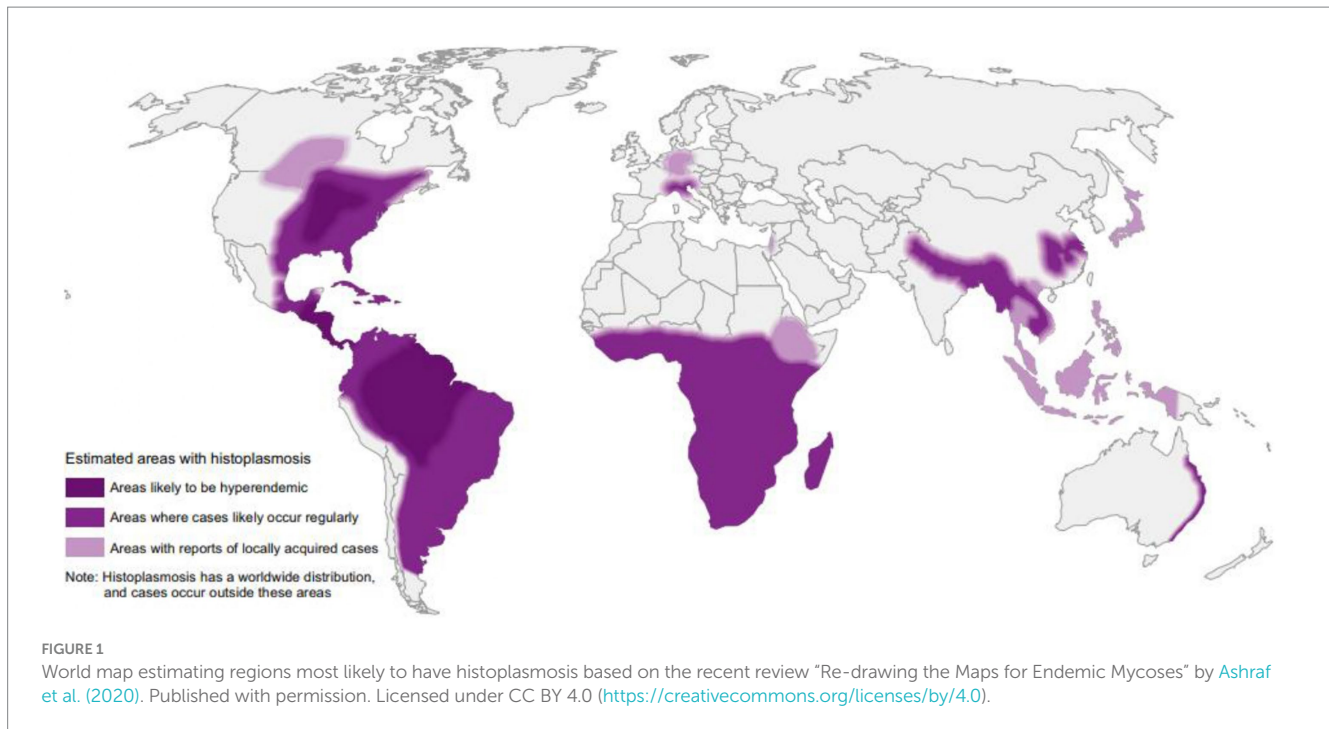 Estimated areas with histoplasmosis
Areas likely to be hyperendemic
Areas where cases likely occur regularly
Areas with reports of locally acquired cases
Note: Histoplasmosis has a worldwide distribution,
and cases occur outside these areas
FIGURE 1
World map estimating regions most likely to have histoplasmosis based on the recent review “Re-drawing the Maps for Endemic Mycoses” by Ashraf
et al. (2020). Published with permission. Licensed under CC BY 4.0 (https://creativecommons.org/licenses/by/4.0).